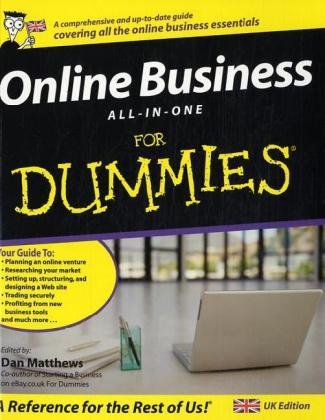 A comprehensive and up-to-date guide
covering all the online business essentials
Online Business
ALL-IN-ONE
FOR
DUMMIES®
Your Guide To:
• Planning an online venture
• Researching your market
• Setting up, structuring, and
designing a Web site
• Trading securely
• Profiting from new
business tools
and much more . . .
Edited by:
Dan Matthews
Co-author of Starting a Business
on eBay.co.uk For Dummies
A Reference for the Rest of Us!®
UK Edition